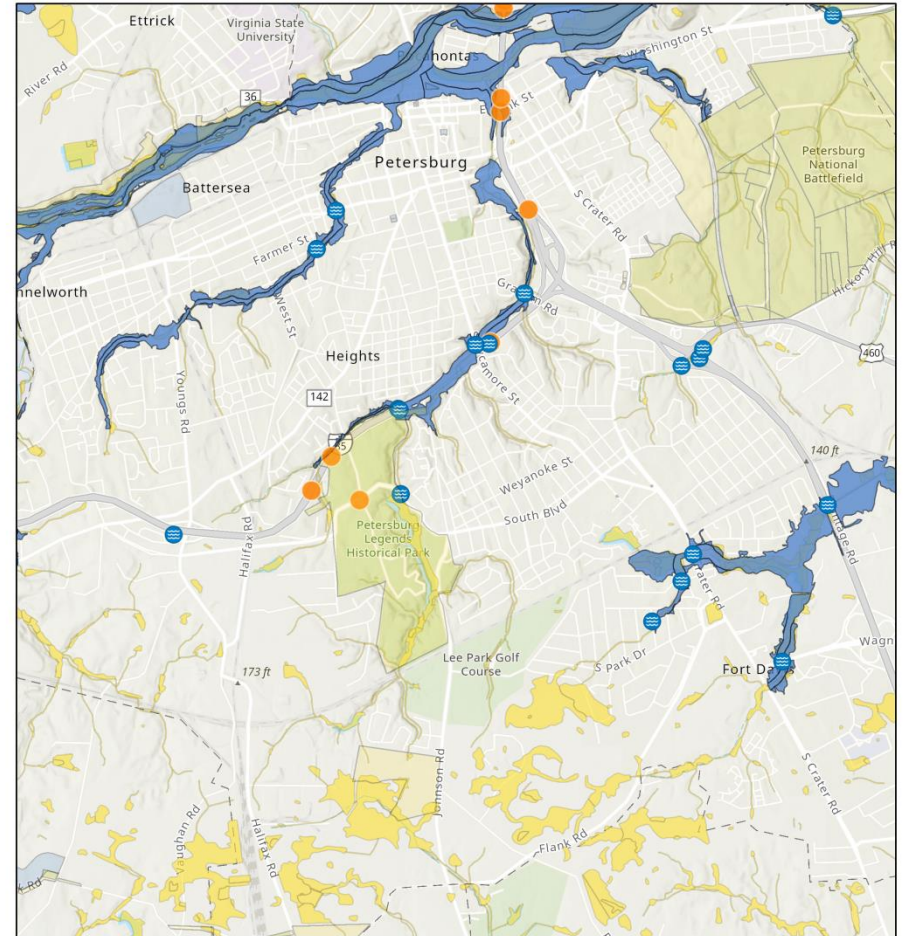 Ettrick
Virginia State
University
Washington St
River Rd
36
Petersburg
Petersburg
National
Battlefield
Battersea
S Crater Rd
Farmer St
Hickory Hill R
nnelworth
West St
Graham Rd
Heights
460
Sycamore St
142
Youngs Rd
140 ft
Weyanoke St
South Blvd
Petersburg
Legends
Historical Park
Halifax Rd
Crater Rd
Lee Park Golf
Course
S Park Dr
Wagn
173 ft
Johnson Rd
S Crater Rd
Vaughan Rd
Halifax Rd
Flank Rd